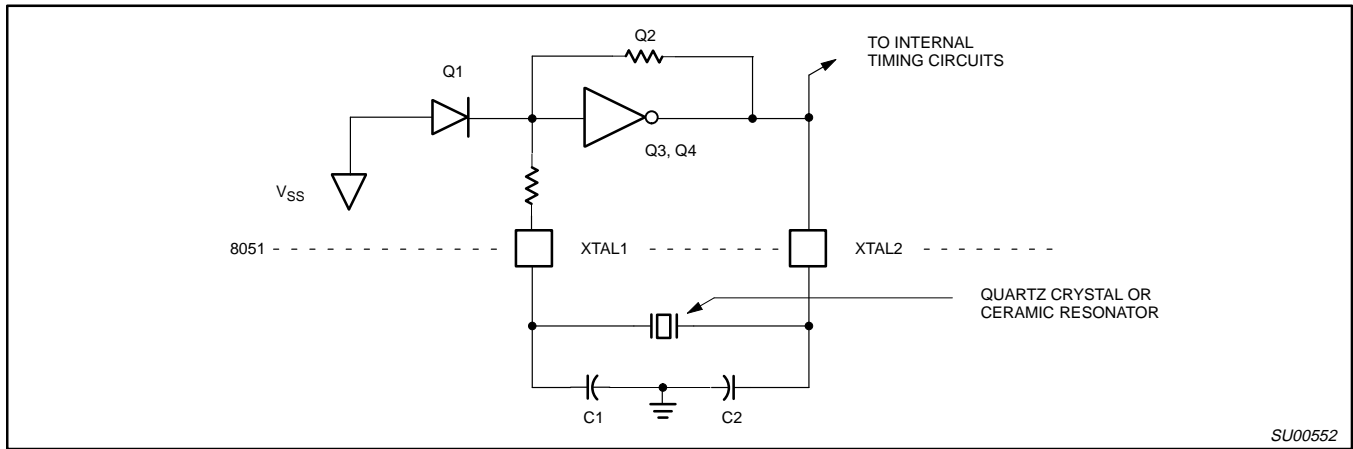 Q2
TO INTERNAL
TIMING CIRCUITS
Q1
Q3, Q4
VSS
8051
XTAL1
XTAL2
QUARTZ CRYSTAL OR
CERAMIC RESONATOR
C1
C2
SU00552